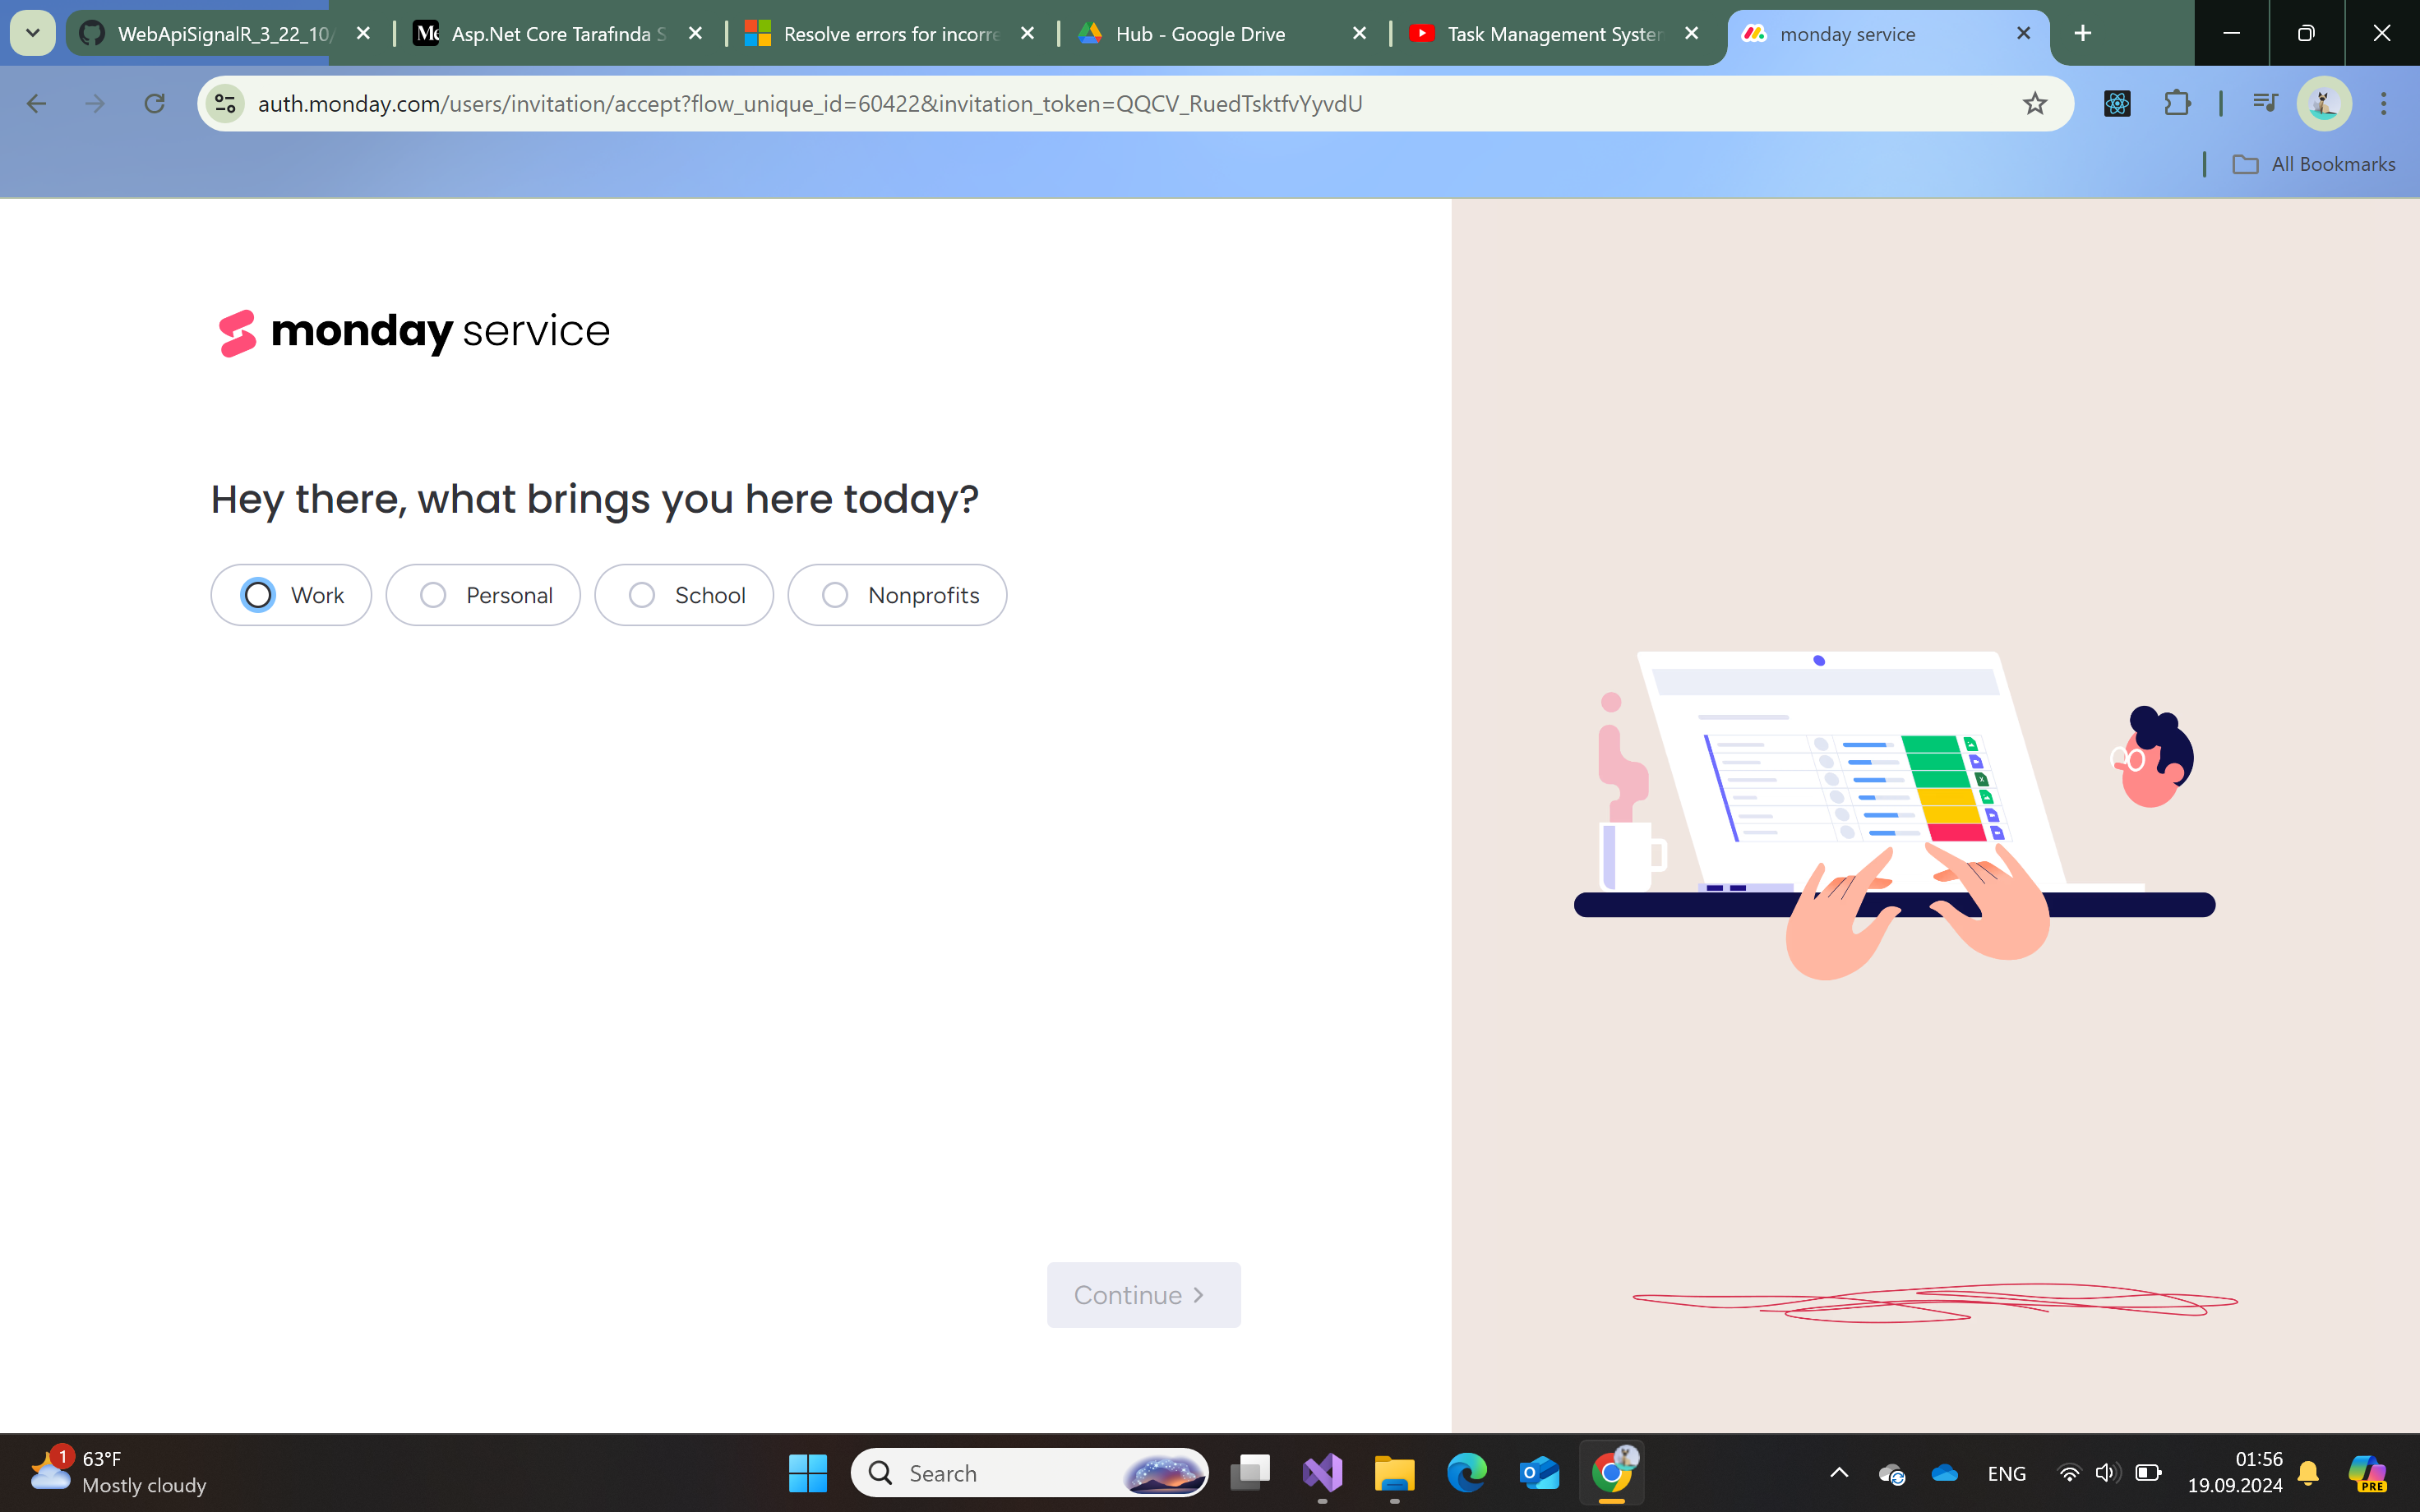 WebApiSignalR_3_22_10/
Asp.Net Core Tarafında S
Resolve errors for incorre
Hub - Google Drive
Task Management System
monday service
auth.monday.com/users/invitation/accept?flow_unique_id=60422&invitation_token=QQCV_RuedTsktfvYyvdU
All Bookmarks
monday service
Hey there, what brings you here today?
Work
Personal
School
Nonprofits
Continue
1
63°F
Mostly cloudy
Search
ENG
01:56
19.09.2024
PRE